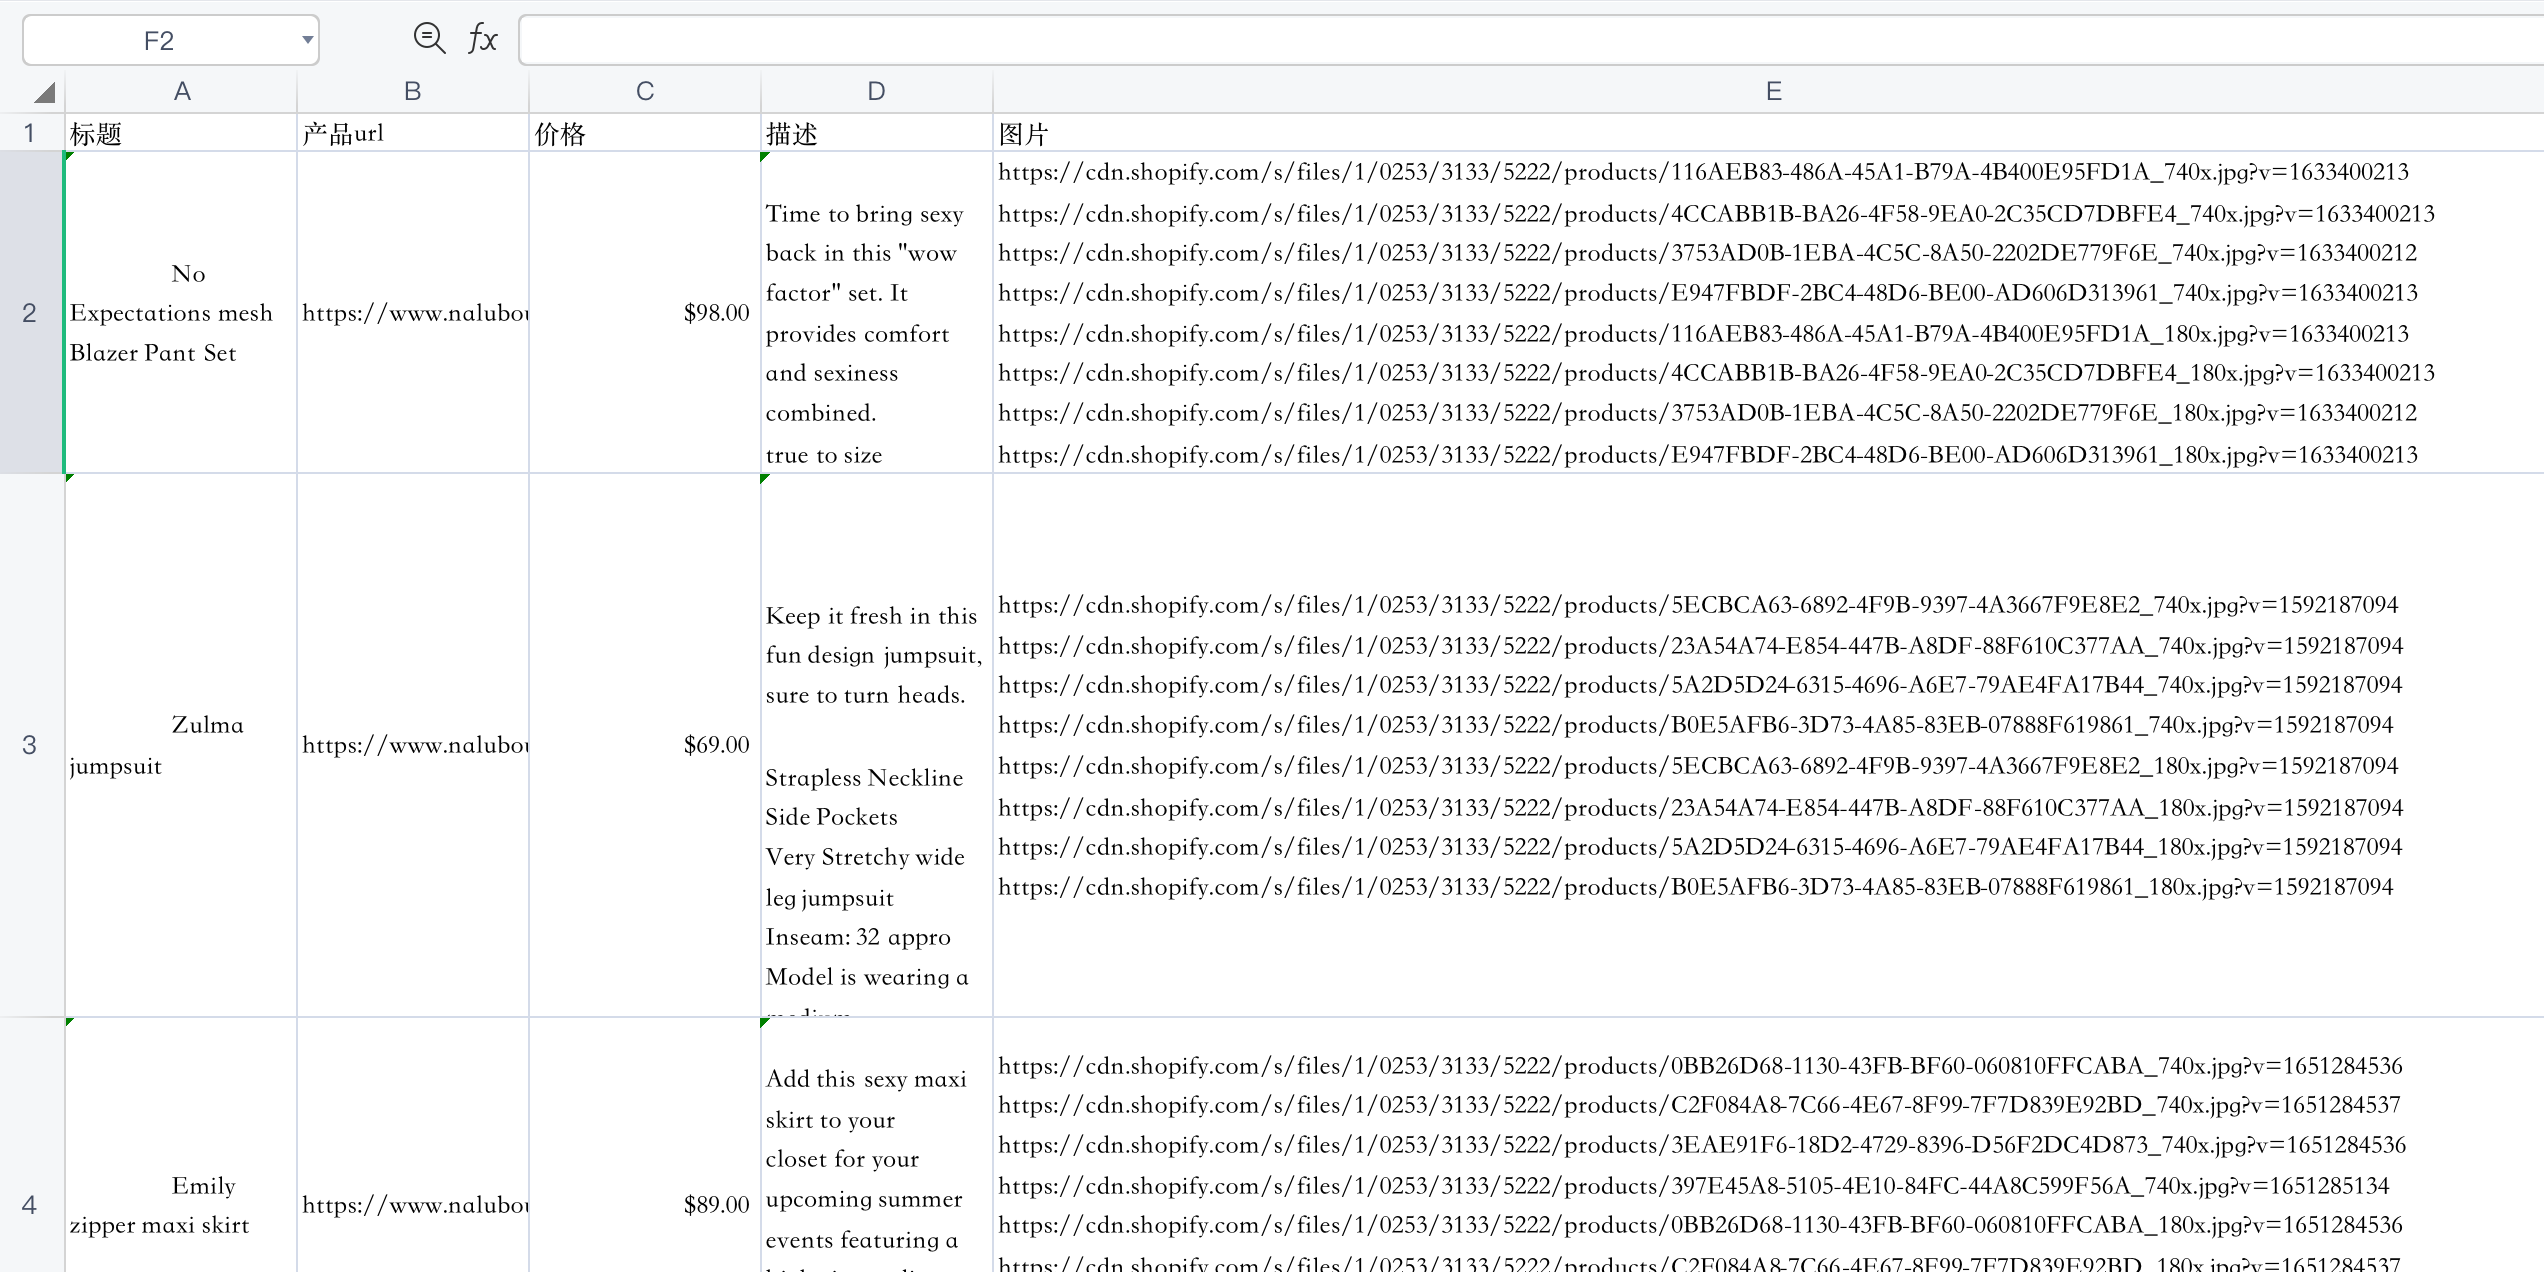 F2
fx
A B C D E
1 标题 产品url 价格 描述 图片
2
No
Expectations mesh
Blazer Pant Set
https://www.nalubou
$98.00
Time to bring sexy
back in this "wow
factor" set. It
provides comfort
and sexiness
combined.
true to size
https://cdn.shopify.com/s/files/1/0253/3133/5222/products/116AEB83-486A-45A1-B79A-4B400E95FD1A_740x.jpg?v=1633400213
https://cdn.shopify.com/s/files/1/0253/3133/5222/products/4CCABB1B-BA26-4F58-9EA0-2C35CD7DBFE4_740x.jpg?v=1633400213
https://cdn.shopify.com/s/files/1/0253/3133/5222/products/3753AD0B-1EBA-4C5C-8A50-2202DE779F6E_740x.jpg?v=1633400212
https://cdn.shopify.com/s/files/1/0253/3133/5222/products/E947FBDF-2BC4-48D6-BE00-AD606D313961_740x.jpg?v=1633400213
https://cdn.shopify.com/s/files/1/0253/3133/5222/products/116AEB83-486A-45A1-B79A-4B400E95FD1A_180x.jpg?v=1633400213
https://cdn.shopify.com/s/files/1/0253/3133/5222/products/4CCABB1B-BA26-4F58-9EA0-2C35CD7DBFE4_180x.jpg?v=1633400213
https://cdn.shopify.com/s/files/1/0253/3133/5222/products/3753AD0B-1EBA-4C5C-8A50-2202DE779F6E_180x.jpg?v=1633400212
https://cdn.shopify.com/s/files/1/0253/3133/5222/products/E947FBDF-2BC4-48D6-BE00-AD606D313961_180x.jpg?v=1633400213
3
Zulma
jumpsuit
https://www.nalubou
$69.00
Keep it fresh in this
fun design jumpsuit,
sure to turn heads.
Strapless Neckline
Side Pockets
Very Stretchy wide
leg jumpsuit
Inseam: 32 appro
Model is wearing a
https://cdn.shopify.com/s/files/1/0253/3133/5222/products/5ECBCA63-6892-4F9B-9397-4A3667F9E8E2_740x.jpg?v=1592187094
https://cdn.shopify.com/s/files/1/0253/3133/5222/products/23A54A74-E854-447B-A8DF-88F610C377AA_740x.jpg?v=1592187094
https://cdn.shopify.com/s/files/1/0253/3133/5222/products/5A2D5D24-6315-4696-A6E7-79AE4FA17B44_740x.jpg?v=1592187094
https://cdn.shopify.com/s/files/1/0253/3133/5222/products/B0E5AFB6-3D73-4A85-83EB-07888F619861_740x.jpg?v=1592187094
https://cdn.shopify.com/s/files/1/0253/3133/5222/products/5ECBCA63-6892-4F9B-9397-4A3667F9E8E2_180x.jpg?v=1592187094
https://cdn.shopify.com/s/files/1/0253/3133/5222/products/23A54A74-E854-447B-A8DF-88F610C377AA_180x.jpg?v=1592187094
https://cdn.shopify.com/s/files/1/0253/3133/5222/products/5A2D5D24-6315-4696-A6E7-79AE4FA17B44_180x.jpg?v=1592187094
https://cdn.shopify.com/s/files/1/0253/3133/5222/products/B0E5AFB6-3D73-4A85-83EB-07888F619861_180x.jpg?v=1592187094
4
Emily
zipper maxi skirt
https://www.nalubou
$89.00
Add this sexy maxi
skirt to your
closet for your
upcoming summer
events featuring a
https://cdn.shopify.com/s/files/1/0253/3133/5222/products/0BB26D68-1130-43FB-BF60-060810FFCABA_740x.jpg?v=1651284536
https://cdn.shopify.com/s/files/1/0253/3133/5222/products/C2F084A8-7C66-4E67-8F99-7F7D839E92BD_740x.jpg?v=1651284537
https://cdn.shopify.com/s/files/1/0253/3133/5222/products/3EAE91F6-18D2-4729-8396-D56F2DC4D873_740x.jpg?v=1651284536
https://cdn.shopify.com/s/files/1/0253/3133/5222/products/397E45A8-5105-4E10-84FC-44A8C599F56A_740x.jpg?v=1651285134
https://cdn.shopify.com/s/files/1/0253/3133/5222/products/0BB26D68-1130-43FB-BF60-060810FFCABA_180x.jpg?v=1651284536
https://cdn.shopify.com/s/files/1/0253/3133/5222/products/C2F084A8-7C66-4E67-8F99-7F7D839E92BD_180x.jpg?v=1651284537